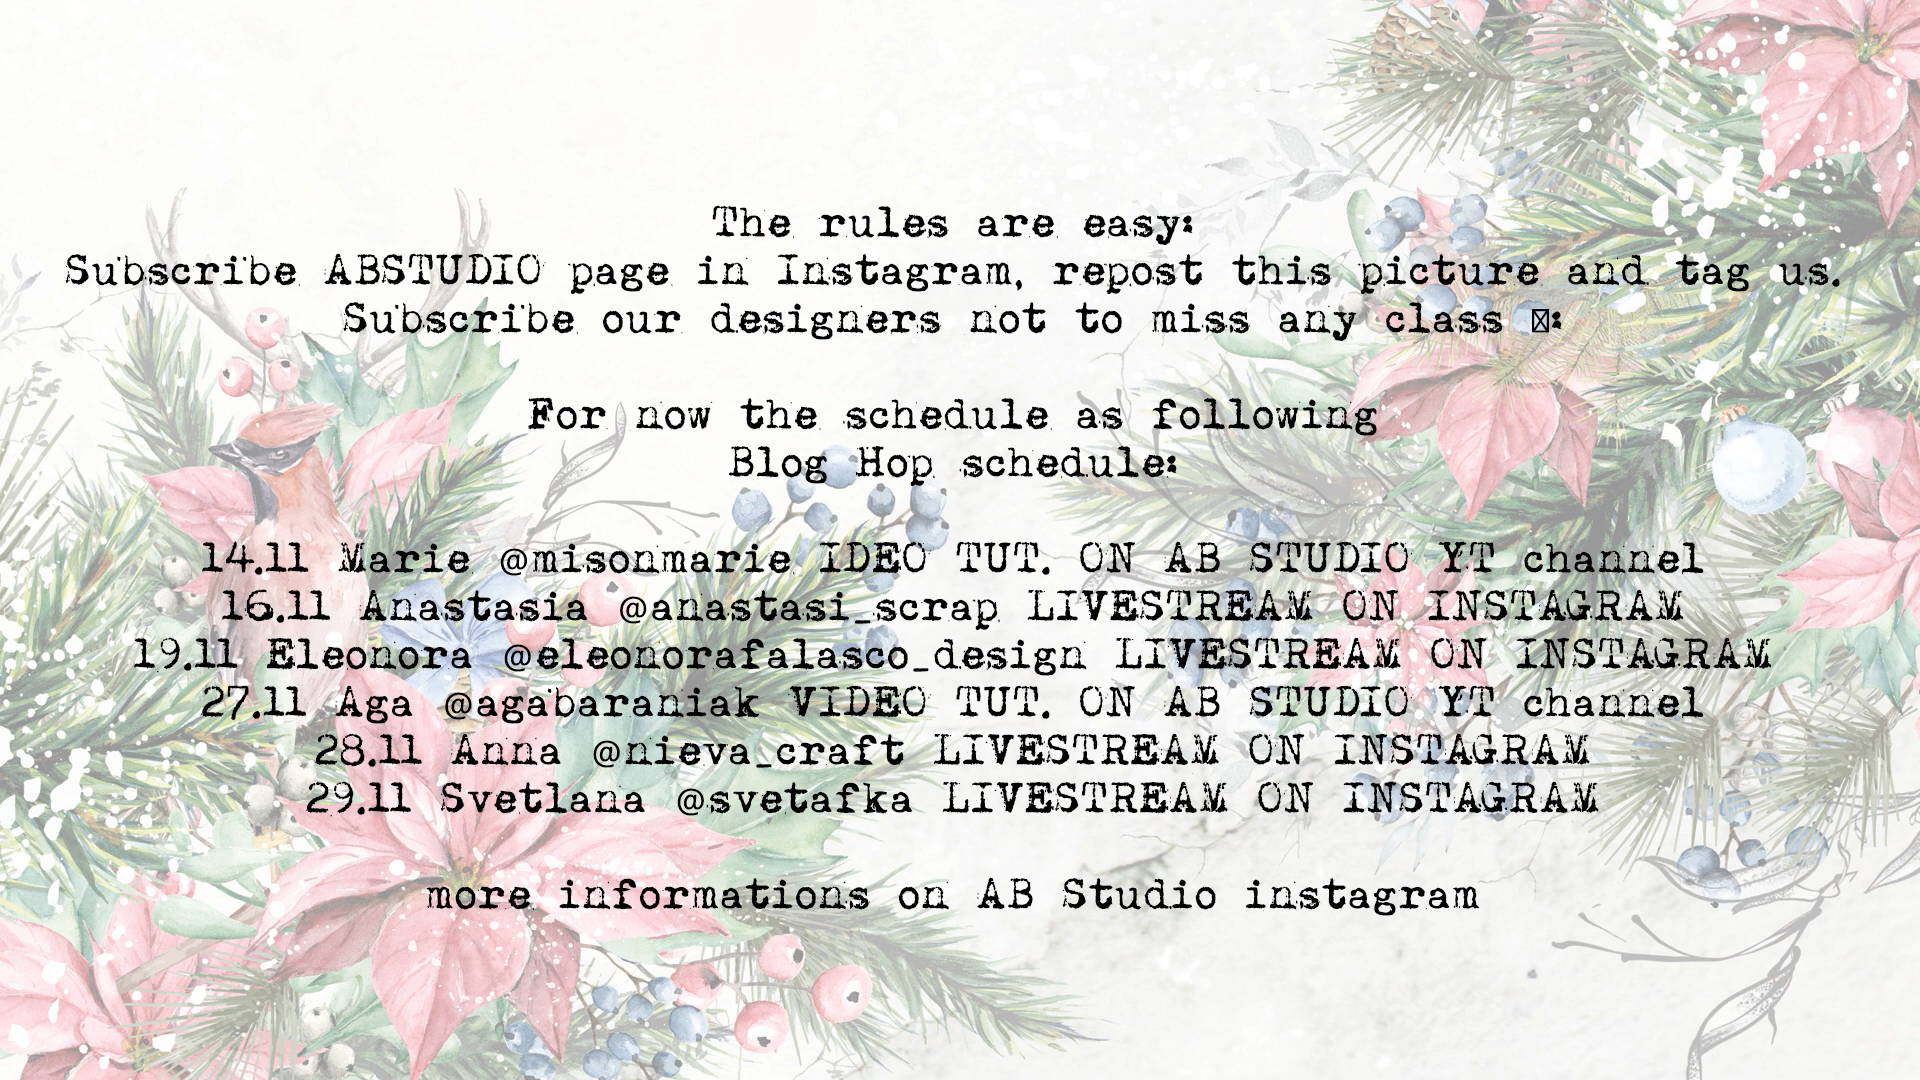 The rules are easy:
Subscribe ABSTUDIO page in Instagram, repost this picture and tag us.
Subscribe our designers not to miss any class ☒:
For now the schedule as following
Blog Hop schedule:
14.11 Marie @misonmarie IDEO TUT. ON AB STUDIO YT channel
16.11 Anastasia @anastasi_scrap LIVESTREAM ON INSTAGRAM
19.11 Eleonora @eleonorafalasco_design LIVESTREAM ON INSTAGRAM
27.11 Aga @agabaraniak VIDEO TUT. ON AB STUDIO YT channel
28.11 Anna @nieva_craft LIVESTREAM ON INSTAGRAM
29.11 Svetlana @svetafka LIVESTREAM ON INSTAGRAM
more informations on AB Studio instagram